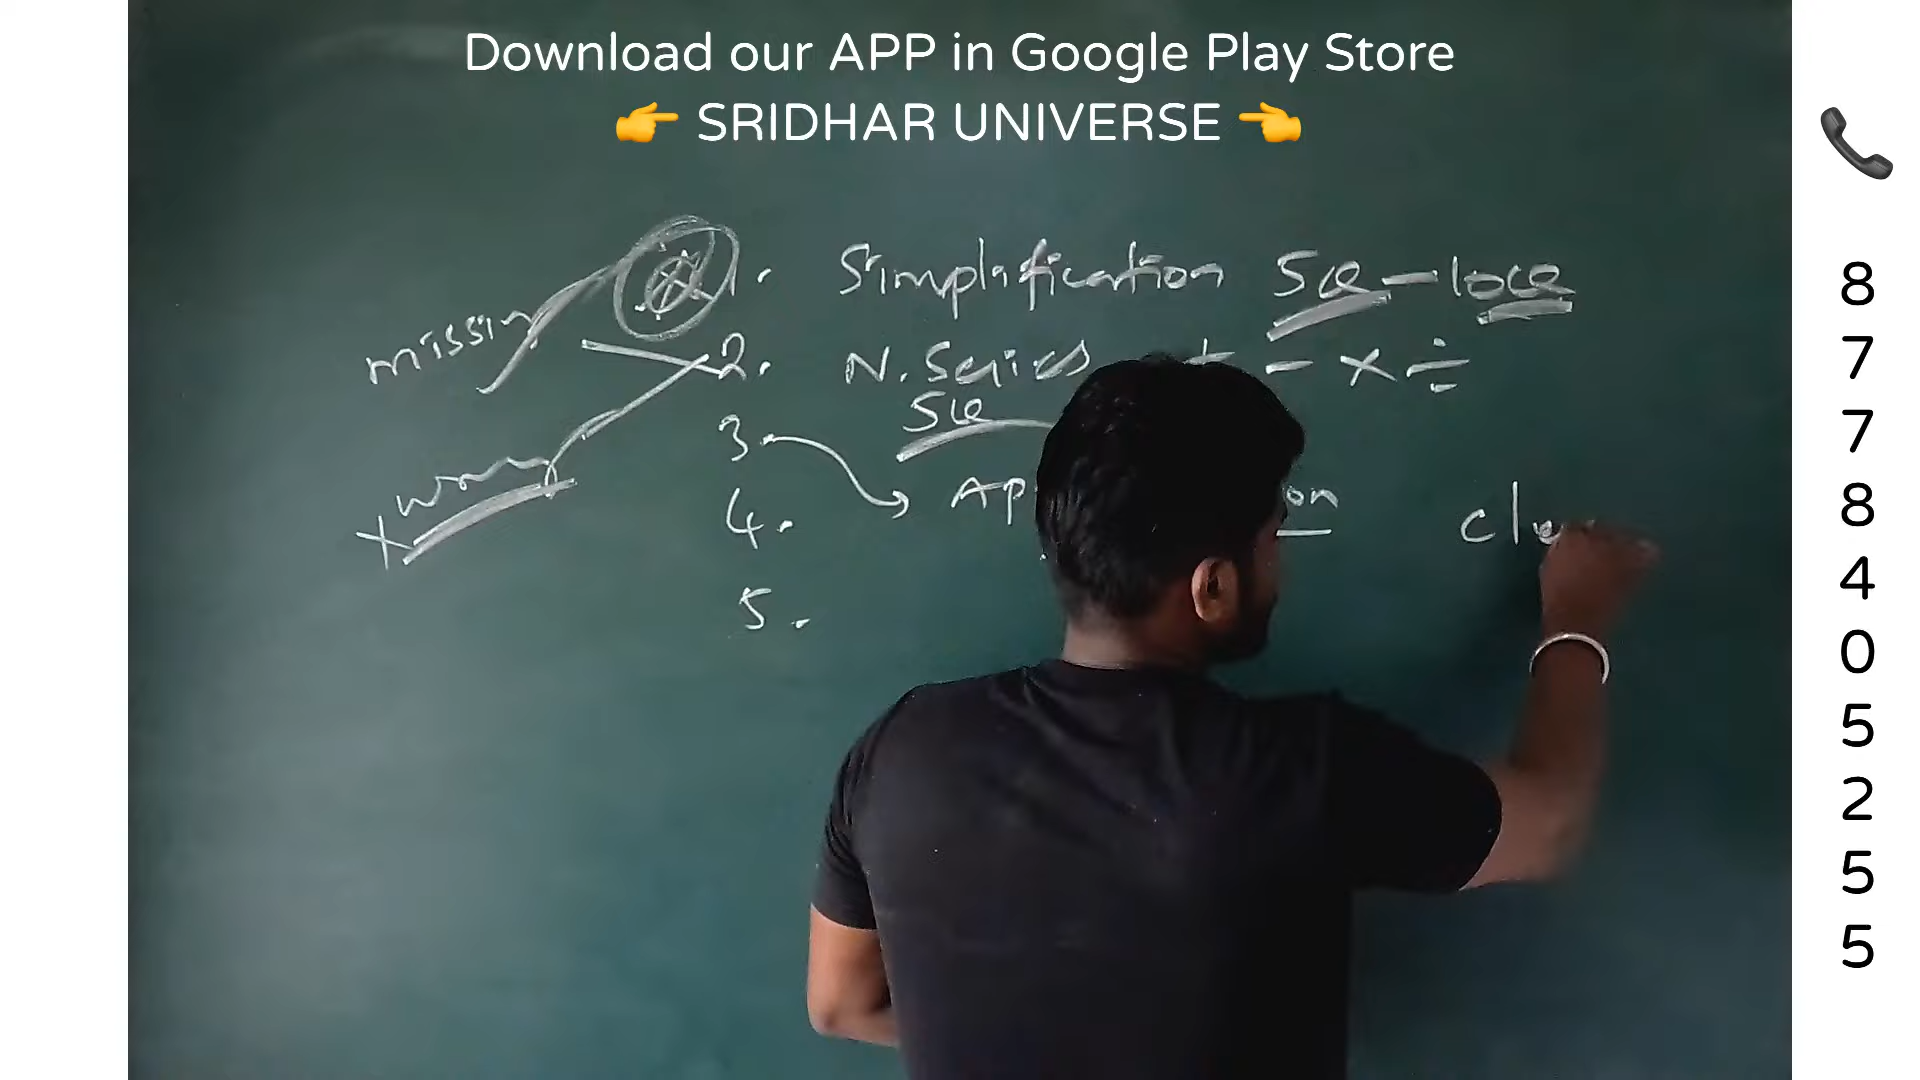 Download our APP in Google Play Store
👉 SRIDHAR UNIVERSE 👈
1. Simplification 5Q - 10Q
missing
2. N. Series + - × ÷
5Q
3.
wrong
4.
5.
8
7
7
8
4
0
5
2
5
5